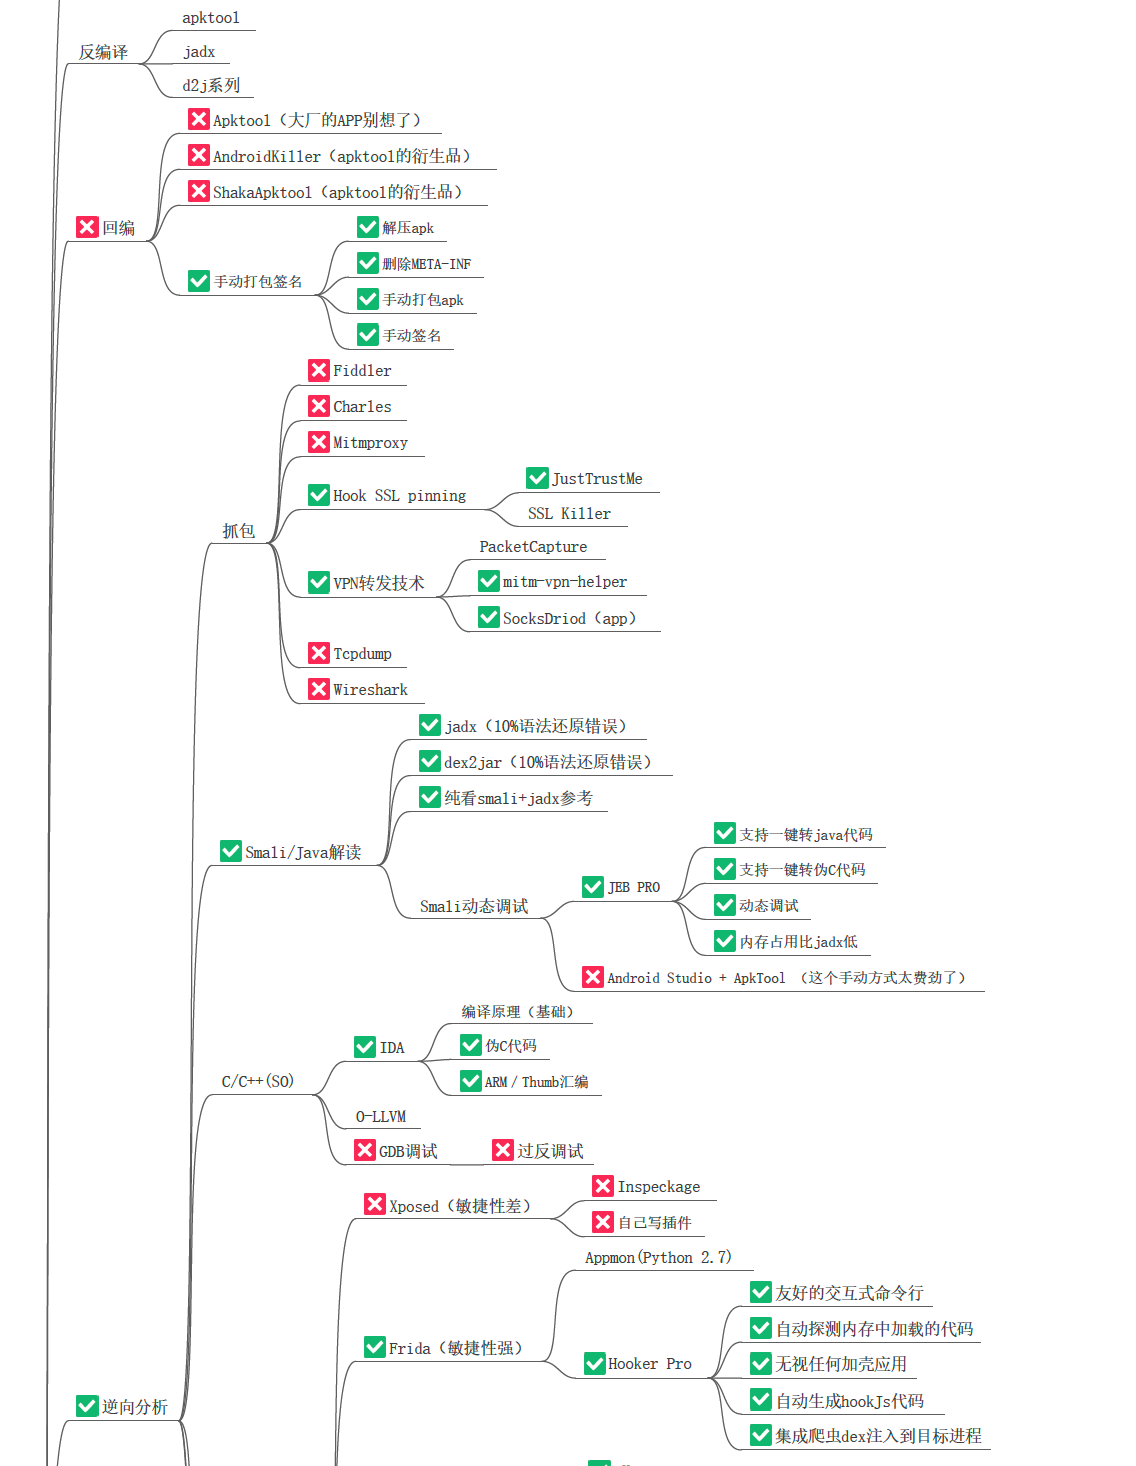 apktool
反编译
jadx
d2j系列
Apktool（大厂的APP别想了）
AndroidKiller（apktool的衍生品）
ShakaApktool（apktool的衍生品）
回编
解压apk
删除META-INF
手动打包签名
手动打包apk
手动签名
Fiddler
Charles
Mitmproxy
JustTrustMe
Hook SSL pinning
SSL Killer
抓包
PacketCapture
VPN转发技术
mitm-vpn-helper
SocksDriod（app）
Tcpdump
Wireshark
jadx（10%语法还原错误）
dex2jar（10%语法还原错误）
纯看smali+jadx参考
支持一键转java代码
Smali/Java解读
支持一键转伪C代码
JEB PRO
Smali动态调试
动态调试
内存占用比jadx低
Android Studio + ApkTool （这个手动方式太费劲了）
编译原理（基础）
IDA
伪C代码
C/C++(SO)
ARM / Thumb汇编
O-LLVM
GDB调试
过反调试
Inspeckage
Xposed（敏捷性差）
自己写插件
Appmon(Python 2.7)
友好的交互式命令行
自动探测内存中加载的代码
Frida（敏捷性强）
Hooker Pro
无视任何加壳应用
自动生成hookJs代码
逆向分析
集成爬虫dex注入到目标进程